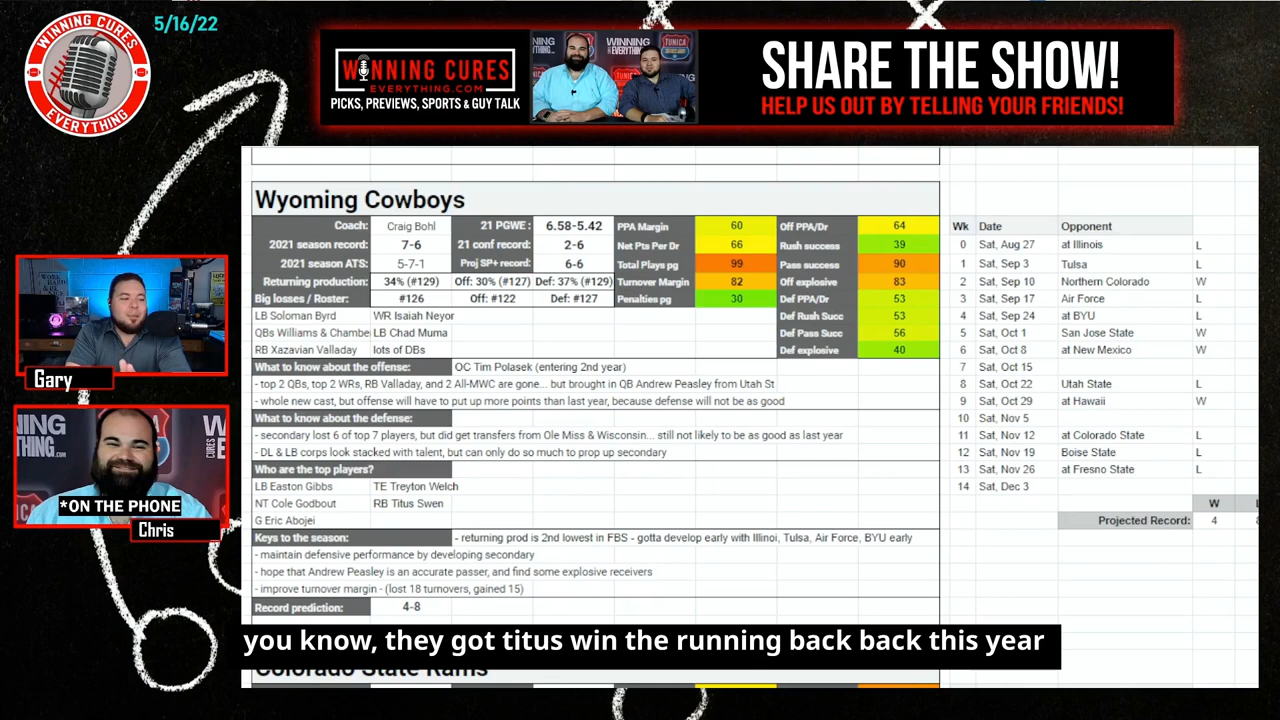 5/16/22
WINNING CURES
EVERYTHING
WINNING CURES
EVERYTHING.COM
PICKS, PREVIEWS, SPORTS & GUY TALK
SHARE THE SHOW!
HELP US OUT BY TELLING YOUR FRIENDS!
Wyoming Cowboys
Coach: Craig Bohl 21 PGWE : 6.58-5.42 PPA Margin 60 Off PPA/Dr 64
2021 season record: 7-6 21 conf record: 2-6 Net Pts Per Dr 66 Rush success 39
2021 season ATS: 5-7-1 Proj SP+ record: 6-6 Total Plays pg 99 Pass success 90
Returning production: 34% (#129) Off: 30% (#127) Def: 37% (#129) Turnover Margin 82 Off explosive 83
Big losses / Roster: #126 Off: #122 Def: #127 Penalties pg 30 Def PPA/Dr 53
LB Soloman Byrd WR Isaiah Neyor Def Rush Succ 53
QBs Williams & Chambe LB Chad Muma Def Pass Succ 56
RB Xazavian Valladay lots of DBs Def explosive 40
What to know about the offense: OC Tim Polasek (entering 2nd year)
- top 2 QBs, top 2 WRs, RB Valladay, and 2 All-MWC are gone... but brought in QB Andrew Peasley from Utah St
- whole new cast, but offense will have to put up more points than last year, because defense will not be as good
What to know about the defense:
- secondary lost 6 of top 7 players, but did get transfers from Ole Miss & Wisconsin... still not likely to be as good as last year
- DL & LB corps look stacked with talent, but can only do so much to prop up secondary
Who are the top players?
LB Easton Gibbs TE Treyton Welch
NT Cole Godbout RB Titus Swen
G Eric Abojei
Keys to the season: - returning prod is 2nd lowest in FBS - gotta develop early with Illinoi, Tulsa, Air Force, BYU early
- maintain defensive performance by developing secondary
- hope that Andrew Peasley is an accurate passer, and find some explosive receivers
- improve turnover margin - (lost 18 turnovers, gained 15)
Record prediction: 4-8
Wk Date Opponent
0 Sat, Aug 27 at Illinois L
1 Sat, Sep 3 Tulsa L
2 Sat, Sep 10 Northern Colorado W
3 Sat, Sep 17 Air Force L
4 Sat, Sep 24 at BYU L
5 Sat, Oct 1 San Jose State W
6 Sat, Oct 8 at New Mexico W
7 Sat, Oct 15
8 Sat, Oct 22 Utah State L
9 Sat, Oct 29 at Hawaii W
10 Sat, Nov 5
11 Sat, Nov 12 at Colorado State L
12 Sat, Nov 19 Boise State L
13 Sat, Nov 26 at Fresno State L
14 Sat, Dec 3
W
Projected Record: 4
Gary
*ON THE PHONE
Chris
you know, they got titus win the running back back this year
Colorado State Rams